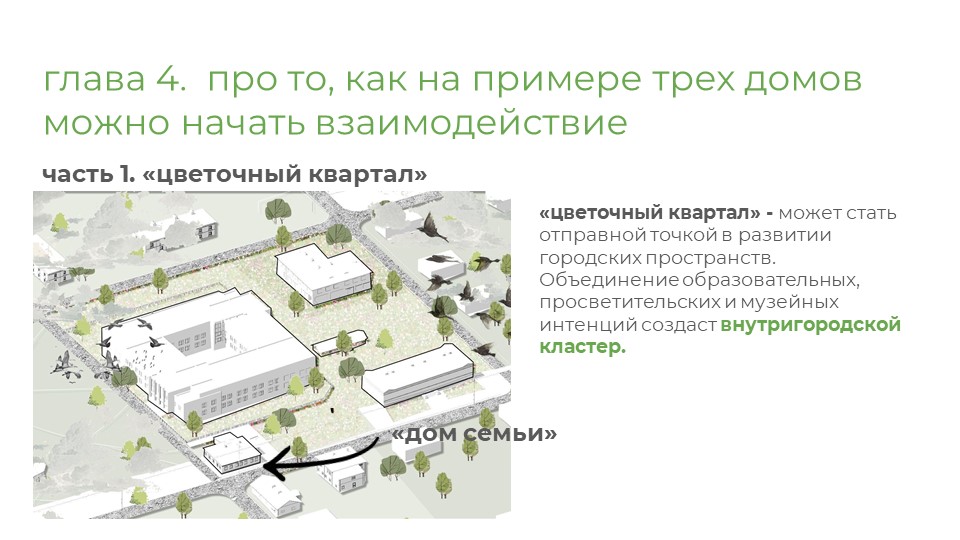 глава 4. про то, как на примере трех домов
можно начать взаимодействие
часть 1. «цветочный квартал»
«цветочный квартал» - может стать
отправной точкой в развитии
городских пространств.
Объединение образовательных,
просветительских и музейных
интенций создаст внутригородской
кластер.
«дом семьи»